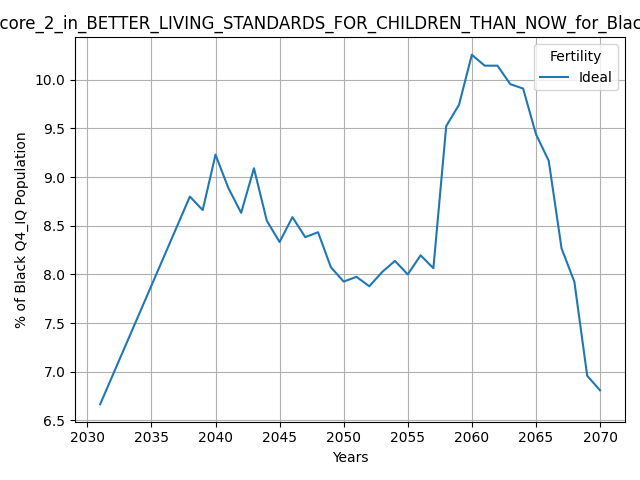 core_2_in_BETTER_LIVING_STANDARDS_FOR_CHILDREN_THAN_NOW_for_Blac
Fertility
Ideal
10.0
9.5
9.0
8.5
8.0
7.5
7.0
6.5
% of Black Q4_IQ Population
2030 2035 2040 2045 2050 2055 2060 2065 2070
Years